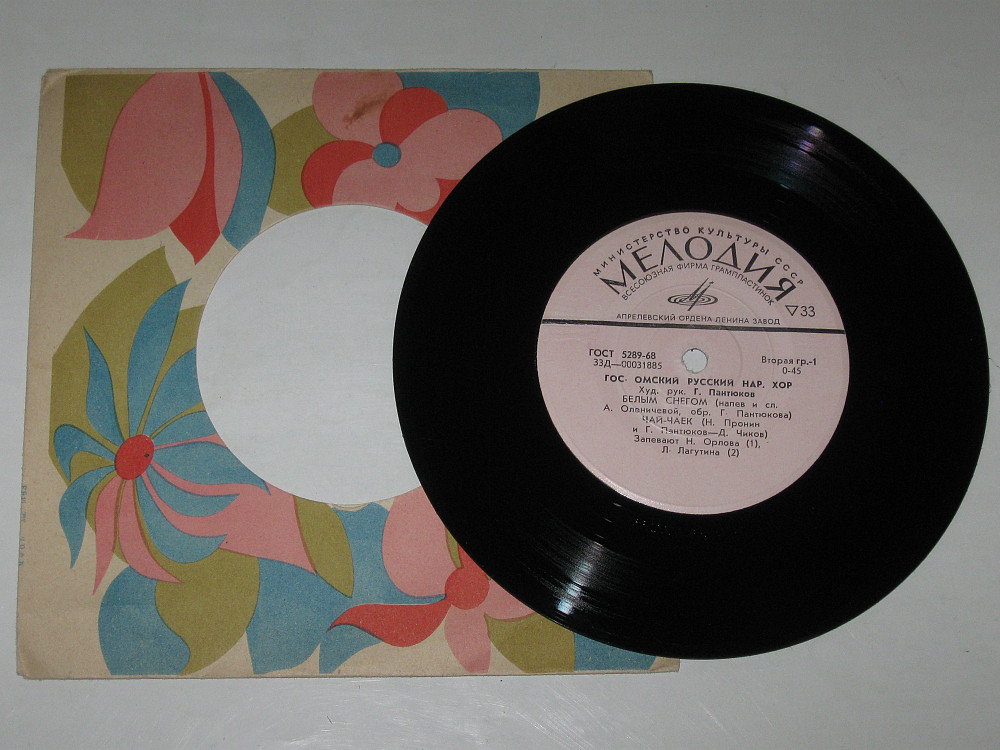 МИНИСТЕРСТВО КУЛЬТУРЫ СССР
МЕЛОДИЯ
ВСЕСОЮЗНАЯ ФИРМА ГРАМПЛАСТИНОК
33
АПРЕЛЕВСКИЙ ОРДЕНА ЛЕНИНА ЗАВОД
ГОСТ 5289-68
33Д—00031885
Вторая гр.-1
0-45
ГОС. ОМСКИЙ РУССКИЙ НАР. ХОР
Худ. рук. Г. Пантюков
БЕЛЫМ СНЕГОМ (напев и сл.
А. Оленичевой, обр. Г. Пантюкова)
ЧАЙ-ЧАЕК (Н. Пронин
и Г. Пантюков—Д. Чиков)
Запевают Н. Орлова (1),
Л. Лагутина (2)